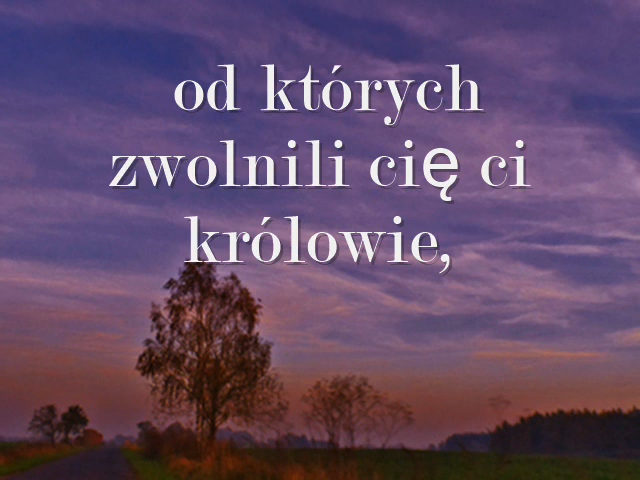 od których
zwolnili cię ci
królowie,